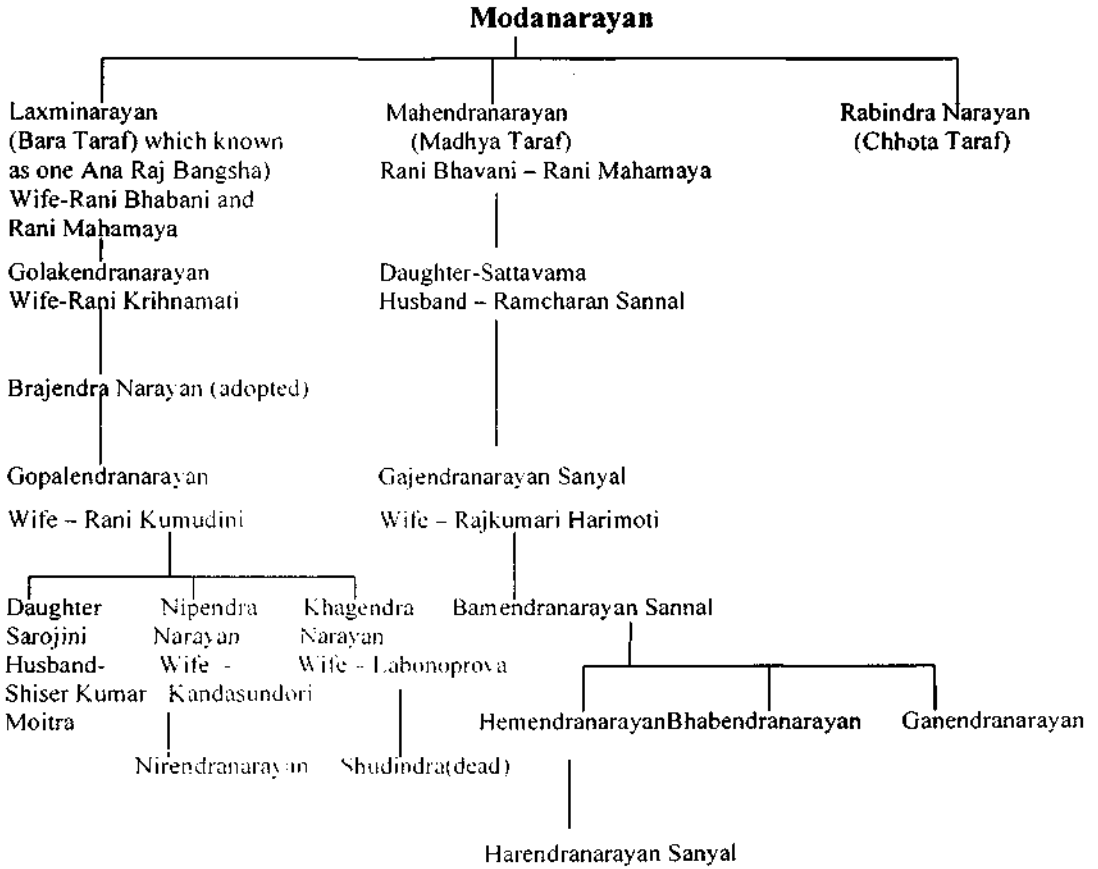 Modanarayan
Laxminarayan
(Bara Taraf) which known
as one Ana Raj Bangsha)
Wife-Rani Bhabani and
Rani Mahamaya
Mahendranarayan
(Madhya Taraf)
Rani Bhavani – Rani Mahamaya
Rabindra Narayan
(Chhota Taraf)
Golakendranarayan
Wife-Rani Krihnamati
Daughter-Sattavama
Husband – Ramcharan Sannal
Brajendra Narayan (adopted)
Gopalendranarayan
Wife – Rani Kumudini
Gajendranarayan Sanyal
Wife – Rajkumari Harimoti
Daughter
Sarojini
Husband-
Shiser Kumar
Moitra
Nipendra
Narayan
Wife -
Kandasundori
Khagendra
Narayan
Wife – Labonoprova
Bamendranarayan Sannal
Hemendranarayan
Bhabendranarayan
Ganendranarayan
Nirendranarayan
Shudindra(dead)
Harendranarayan Sanyal